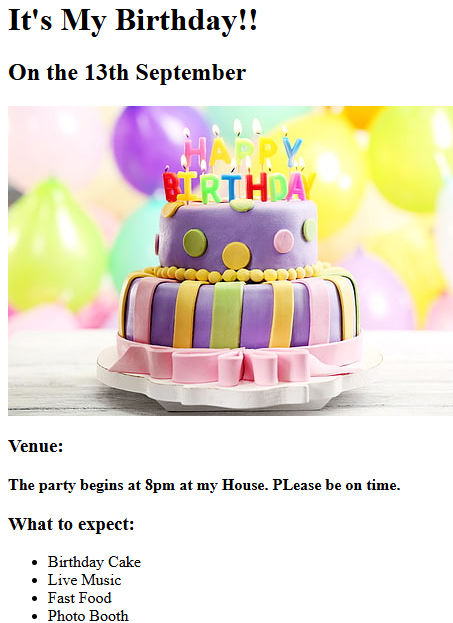 It's My Birthday!!
On the 13th September
HAPPY
BIRTHDAY
Venue:
The party begins at 8pm at my House. PLease be on time.
What to expect:
Birthday Cake
Live Music
Fast Food
Photo Booth